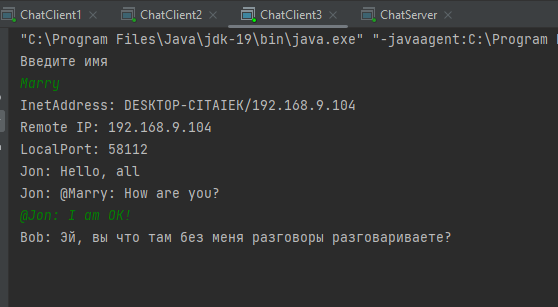 ChatClient1 ChatClient2 ChatClient3 ChatServer
"C:\Program Files\Java\jdk-19\bin\java.exe" "-javaagent:C:\Program
Введите имя
Marry
InetAddress: DESKTOP-CITAIEK/192.168.9.104
Remote IP: 192.168.9.104
LocalPort: 58112
Jon: Hello, all
Jon: @Marry: How are you?
@Jon: I am OK!
Bob: Эй, вы что там без меня разговоры разговариваете?